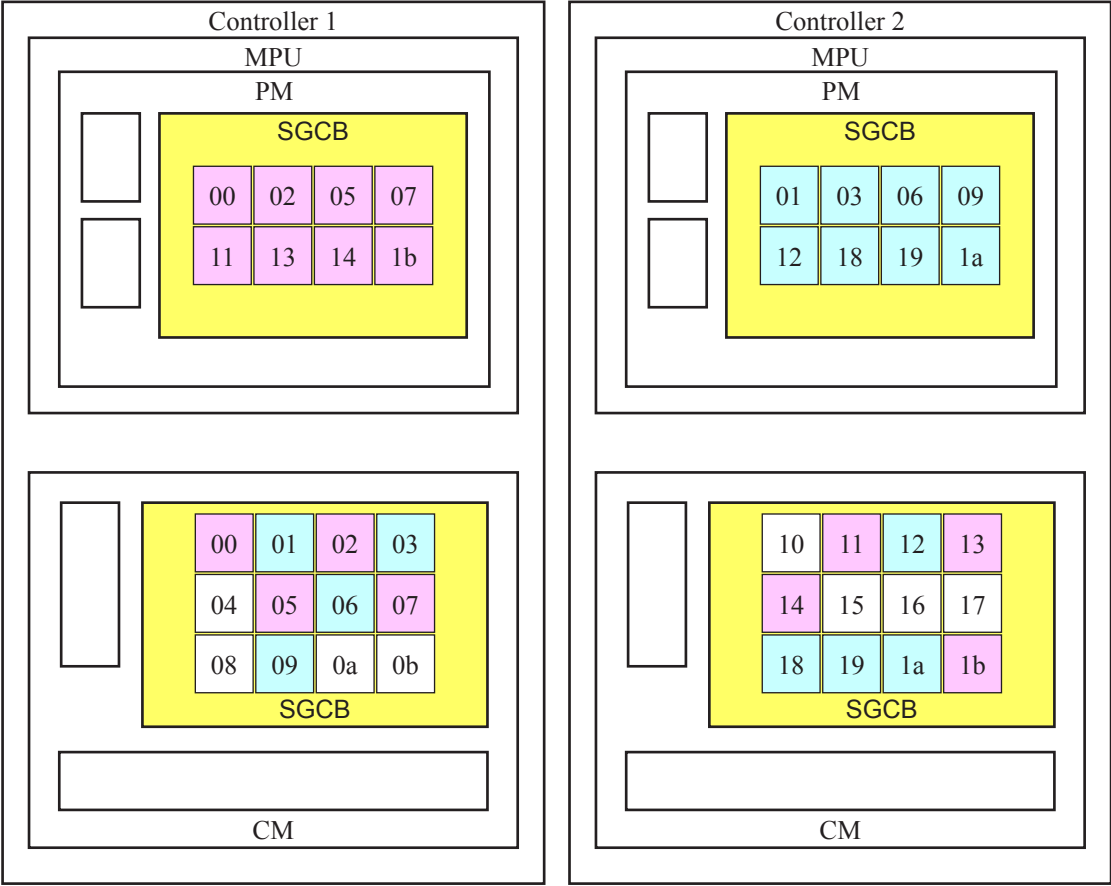 Controller 1
MPU
PM
SGCB
00 02 05 07
11 13 14 1b
00 01 02 03
04 05 06 07
08 09 0a 0b
SGCB
CM
Controller 2
MPU
PM
SGCB
01 03 06 09
12 18 19 1a
10 11 12 13
14 15 16 17
18 19 1a 1b
SGCB
CM